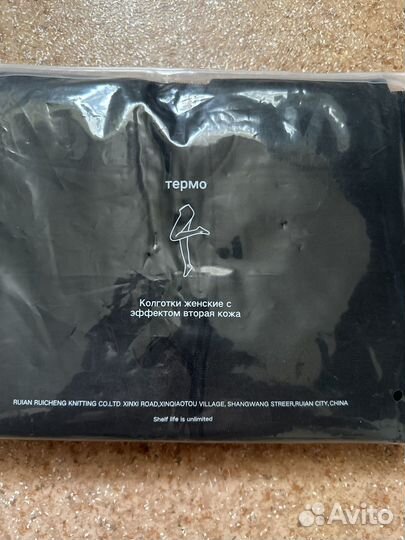 термо
Колготки женские с
эффектом вторая кожа
RUIAN RUICHENG KNITTING CO.LTD XINXI ROAD,XINQIAOTOU VILLAGE, SHANGWANG STREER,RUIAN CITY,CHINA
Shelf life is unlimited
Avito